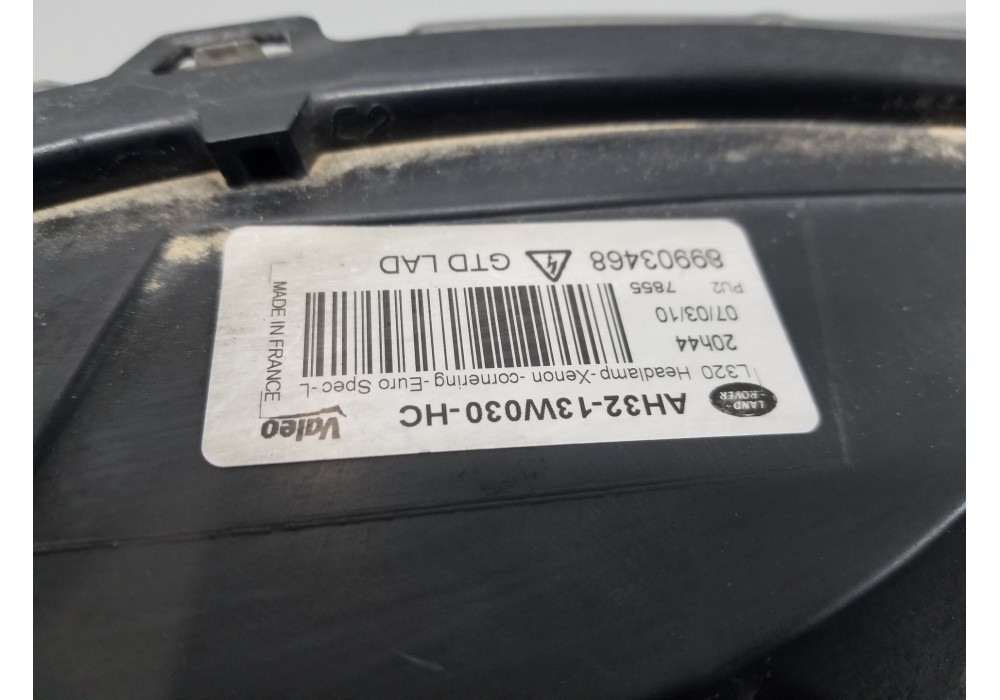 LAND-
ROVER
AH32-13W030-HC
Valeo
L320 Headlamp-Xenon-cornering-Euro Spec-L
20h44
07/03/10
PU2 7855
89903468 GTD LAD
MADE IN FRANCE